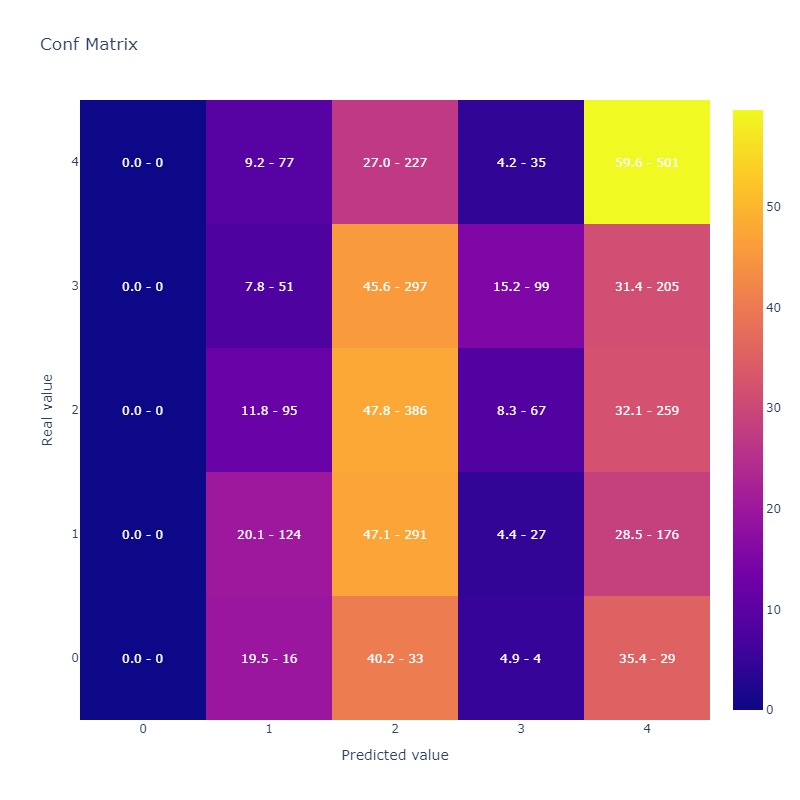 Conf Matrix
4 0.0 - 0 9.2 - 77 27.0 - 227 4.2 - 35 59.6 - 501
3 0.0 - 0 7.8 - 51 45.6 - 297 15.2 - 99 31.4 - 205
2 0.0 - 0 11.8 - 95 47.8 - 386 8.3 - 67 32.1 - 259
1 0.0 - 0 20.1 - 124 47.1 - 291 4.4 - 27 28.5 - 176
0 0.0 - 0 19.5 - 16 40.2 - 33 4.9 - 4 35.4 - 29
0 1 2 3 4
Predicted value
Real value
50
40
30
20
10
0